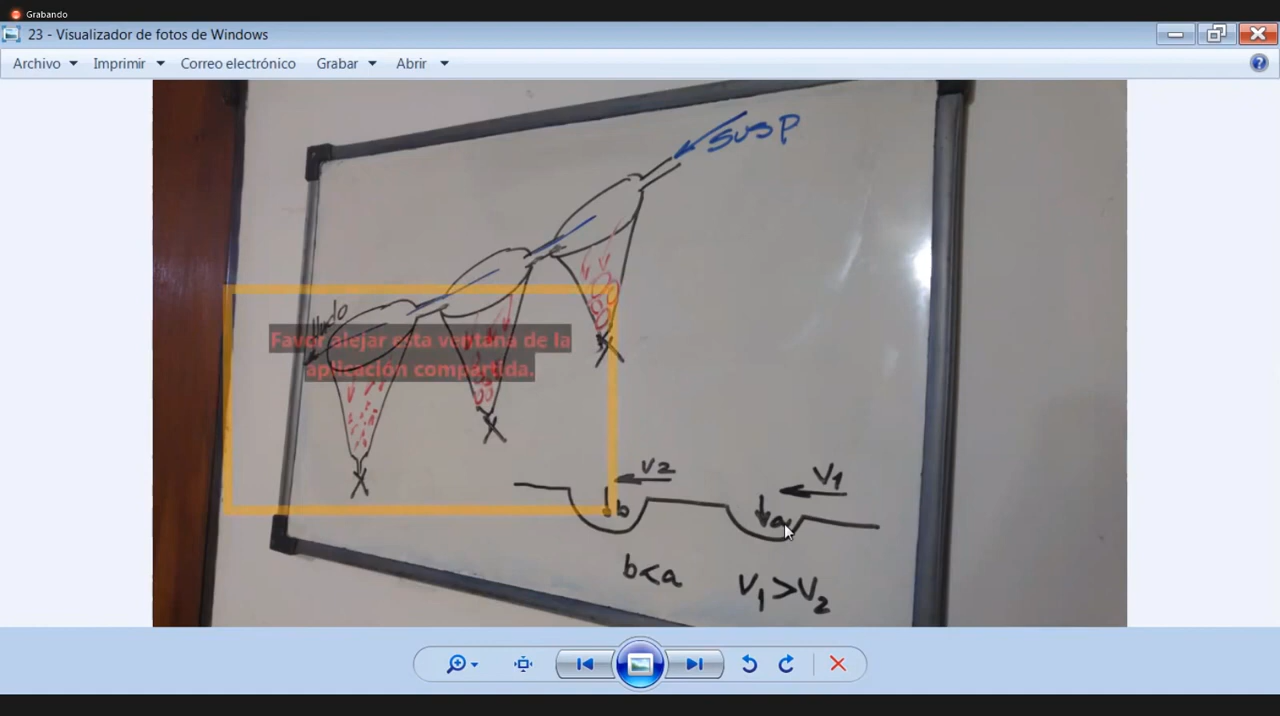 Grabando
23 - Visualizador de fotos de Windows
Archivo Imprimir Correo electrónico Grabar Abrir
SUSP
Favor alejar esta ventana de la
aplicación compartida.
V2
V1
b
a
b<a
V1>V2